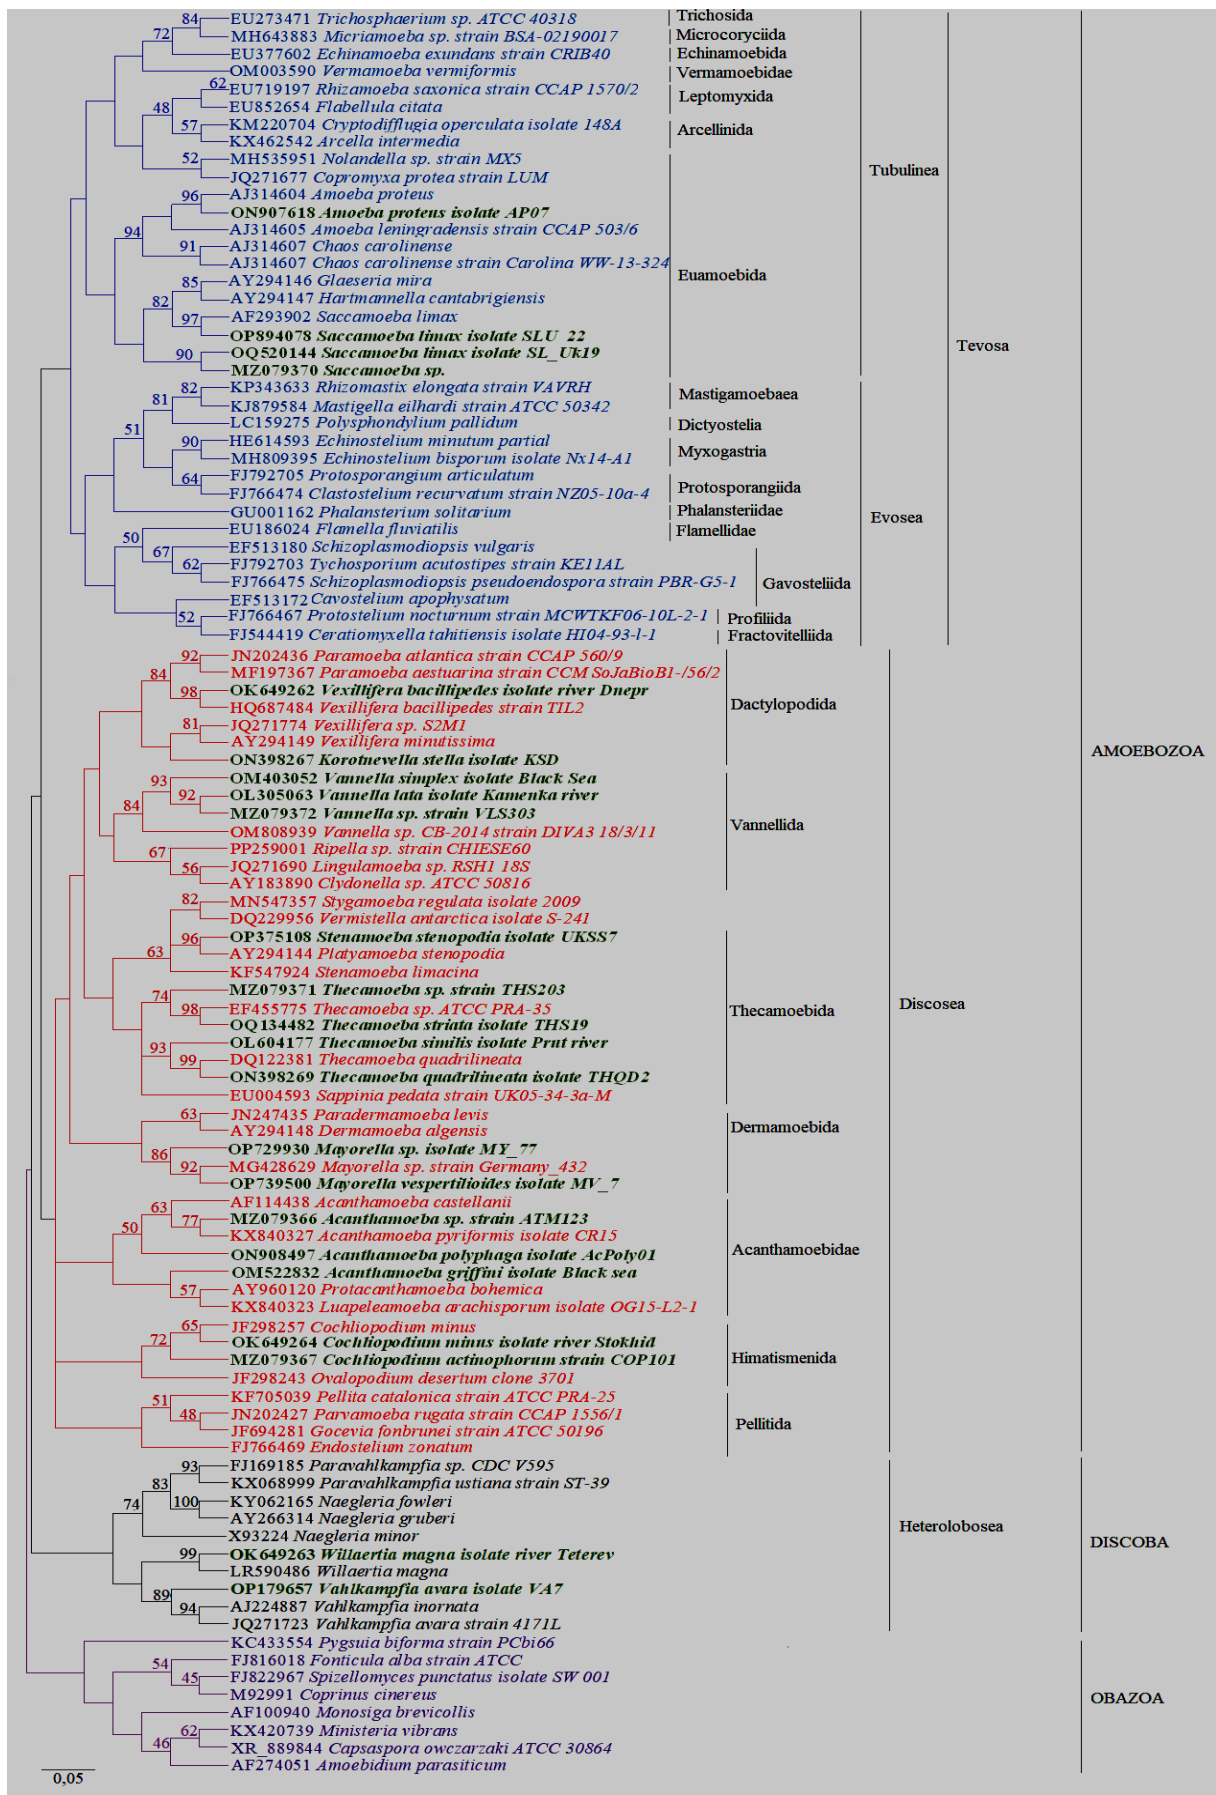 84 EU273471 Trichosphaerium sp. ATCC 40318 Trichosida
72 MH643883 Micriamoeba sp. strain BSA-02190017 Microcoryciida
EU377602 Echinamoeba exundans strain CRIB40 Echinamoebida
OM003590 Vermamoeba vermiformis Vermamoebidae
62 EU719197 Rhizamoeba saxonica strain CCAP 1570/2 Leptomyxida
48 EU852654 Flabellula citata
57 KM220704 Cryptodifflugia operculata isolate 148A Arcellinida
KX462542 Arcella intermedia
52 MH535951 Nolandella sp. strain MX5 Tubulinea
JQ271677 Copromyxa protea strain LUM
96 AJ314604 Amoeba proteus
ON907618 Amoeba proteus isolate AP07
94 AJ314605 Amoeba leningradensis strain CCAP 503/6
91 AJ314607 Chaos carolinense
AJ314607 Chaos carolinense strain Carolina WW-13-324 Euamoebida
85 AY294146 Glaeseria mira
82 AY294147 Hartmannella cantabrigiensis
97 AF293902 Saccamoeba limax
OP894078 Saccamoeba limax isolate SLU_22 Tevosa
90 OQ520144 Saccamoeba limax isolate SL_Uk19
MZ079370 Saccamoeba sp.
82 KP343633 Rhizomastix elongata strain VAVRH Mastigamoebaea
81 KJ879584 Mastigella eilhardi strain ATCC 50342
51 LC159275 Polysphondylium pallidum Dictyostelia
90 HE614593 Echinostelium minutum partial Myxogastria
MH809395 Echinostelium bisporum isolate Nx14-A1
64 FJ792705 Protosporangium articulatum Protosporangiida
FJ766474 Clastostelium recurvatum strain NZ05-10a-4
GU001162 Phalansterium solitarium Phalansteriidae Evosea
50 EU186024 Flamella fluviatilis Flamellidae
67 EF513180 Schizoplasmodiopsis vulgaris
62 FJ792703 Tychosporium acutostipes strain KE11AL
FJ766475 Schizoplasmodiopsis pseudoendospora strain PBR-G5-1 Gavosteliida
EF513172 Cavostelium apophysatum
52 FJ766467 Protostelium nocturnum strain MCWTKF06-10L-2-1 Profiliida
FJ544419 Ceratiomyxella tahitiensis isolate HI04-93-l-1 Fractovitelliida
92 JN202436 Paramoeba atlantica strain CCAP 560/9
84 MF197367 Paramoeba aestuarina strain CCM SoJaBioB1-/56/2
98 OK649262 Vexillifera bacillipedes isolate river Dnepr Dactylopodida
HQ687484 Vexillifera bacillipedes strain TIL2
81 JQ271774 Vexillifera sp. S2M1
AY294149 Vexillifera minutissima AMOEBOZOA
ON398267 Korotnevella stella isolate KSD
93 OM403052 Vannella simplex isolate Black Sea
92 OL305063 Vannella lata isolate Kamenka river
84 MZ079372 Vannella sp. strain VLS303 Vannellida
OM808939 Vannella sp. CB-2014 strain DIVA3 18/3/11
67 PP259001 Ripella sp. strain CHIESE60
56 JQ271690 Lingulamoeba sp. RSH1 18S
AY183890 Clydonella sp. ATCC 50816
82 MN547357 Stygamoeba regulata isolate 2009
DQ229956 Vermistella antarctica isolate S-241
96 OP375108 Stenamoeba stenopodia isolate UKSS7
63 AY294144 Platyamoeba stenopodia
KF547924 Stenamoeba limacina Discosea
74 MZ079371 Thecamoeba sp. strain THS203
98 EF455775 Thecamoeba sp. ATCC PRA-35 Thecamoebida
OQ134482 Thecamoeba striata isolate THS19
93 OL604177 Thecamoeba similis isolate Prut river
99 DQ122381 Thecamoeba quadrilineata
ON398269 Thecamoeba quadrilineata isolate THQD2
EU004593 Sappinia pedata strain UK05-34-3a-M
63 JN247435 Paradermamoeba levis
AY294148 Dermamoeba algensis Dermamoebida
86 OP729930 Mayorella sp. isolate MY_77
92 MG428629 Mayorella sp. strain Germany_432
OP739500 Mayorella vespertilioides isolate MV_7
63 AF114438 Acanthamoeba castellanii
77 MZ079366 Acanthamoeba sp. strain ATM123
50 KX840327 Acanthamoeba pyriformis isolate CR15 Acanthamoebidae
ON908497 Acanthamoeba polyphaga isolate AcPoly01
OM522832 Acanthamoeba griffini isolate Black sea
57 AY960120 Protacanthamoeba bohemica
KX840323 Luapeleamoeba arachisporum isolate OG15-L2-1
65 JF298257 Cochliopodium minus
72 OK649264 Cochliopodium minus isolate river Stokhid
MZ079367 Cochliopodium actinophorum strain COP101 Himatismenida
JF298243 Ovalopodium desertum clone 3701
51 KF705039 Pellita catalonica strain ATCC PRA-25
48 JN202427 Parvamoeba rugata strain CCAP 1556/1 Pellitida
JF694281 Gocevia fonbrunei strain ATCC 50196
FJ766469 Endostelium zonatum
93 FJ169185 Paravahlkampfia sp. CDC V595
83 KX068999 Paravahlkampfia ustiana strain ST-39
100 KY062165 Naegleria fowleri
74 AY266314 Naegleria gruberi Heterolobosea
X93224 Naegleria minor DISCOBA
99 OK649263 Willaertia magna isolate river Teterev
LR590486 Willaertia magna
89 OP179657 Vahlkampfia avara isolate VA7
94 AJ224887 Vahlkampfia inornata
JQ271723 Vahlkampfia avara strain 4171L
KC433554 Pygsuia biforma strain PCbi66
54 FJ816018 Fonticula alba strain ATCC
45 FJ822967 Spizellomyces punctatus isolate SW 001
M92991 Coprinus cinereus OBAZOA
AF100940 Monosiga brevicollis
62 KX420739 Ministeria vibrans
46 XR_889844 Capsaspora owczarzaki ATCC 30864
AF274051 Amoebidium parasiticum
0,05